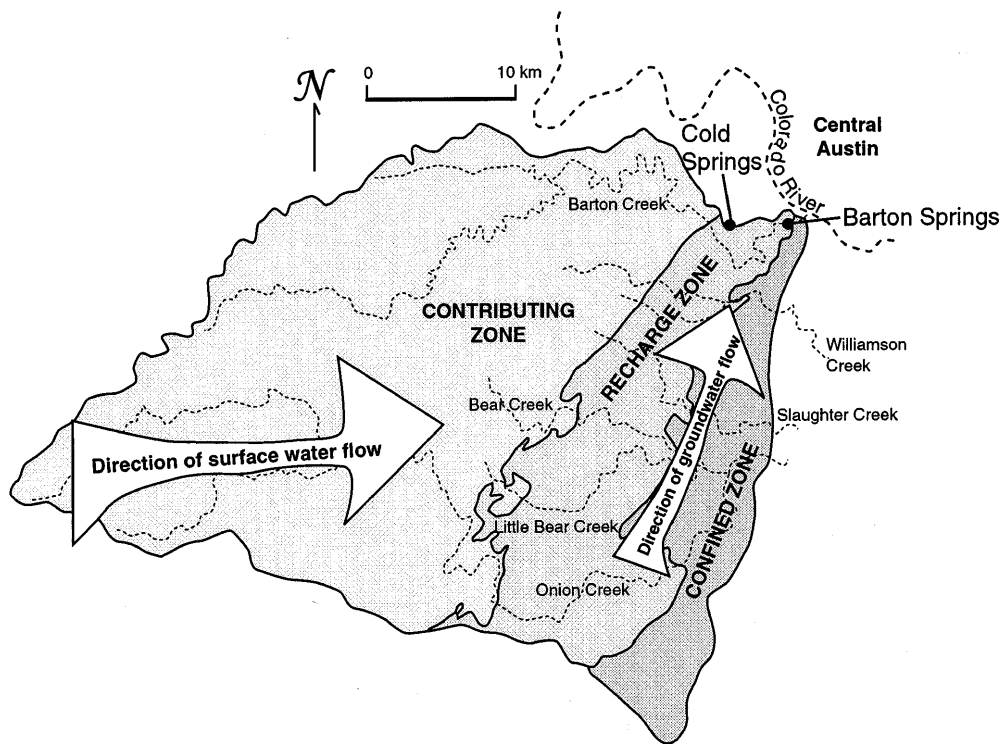 N
0 10 km
Colorado River
Central
Austin
Cold
Springs
Barton Creek
Barton Springs
CONTRIBUTING
ZONE
RECHARGE ZONE
Williamson
Creek
Bear Creek
Slaughter Creek
Direction of surface water flow
Direction of groundwater flow
CONFINED ZONE
Little Bear Creek
Onion Creek